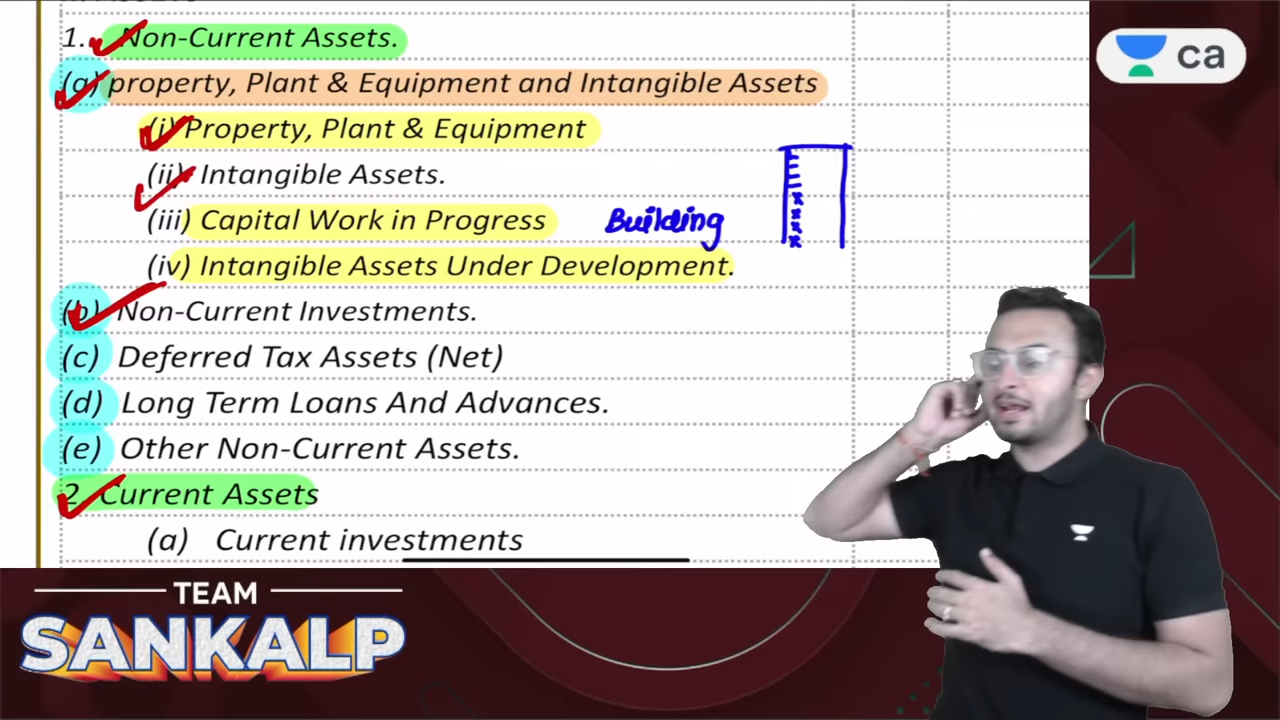 1. Non-Current Assets.
(a) property, Plant & Equipment and Intangible Assets
(i) Property, Plant & Equipment
(ii) Intangible Assets.
(iii) Capital Work in Progress Building
(iv) Intangible Assets Under Development.
(b) Non-Current Investments.
(c) Deferred Tax Assets (Net)
(d) Long Term Loans And Advances.
(e) Other Non-Current Assets.
2. Current Assets
(a) Current investments
ca
TEAM
SANKALP